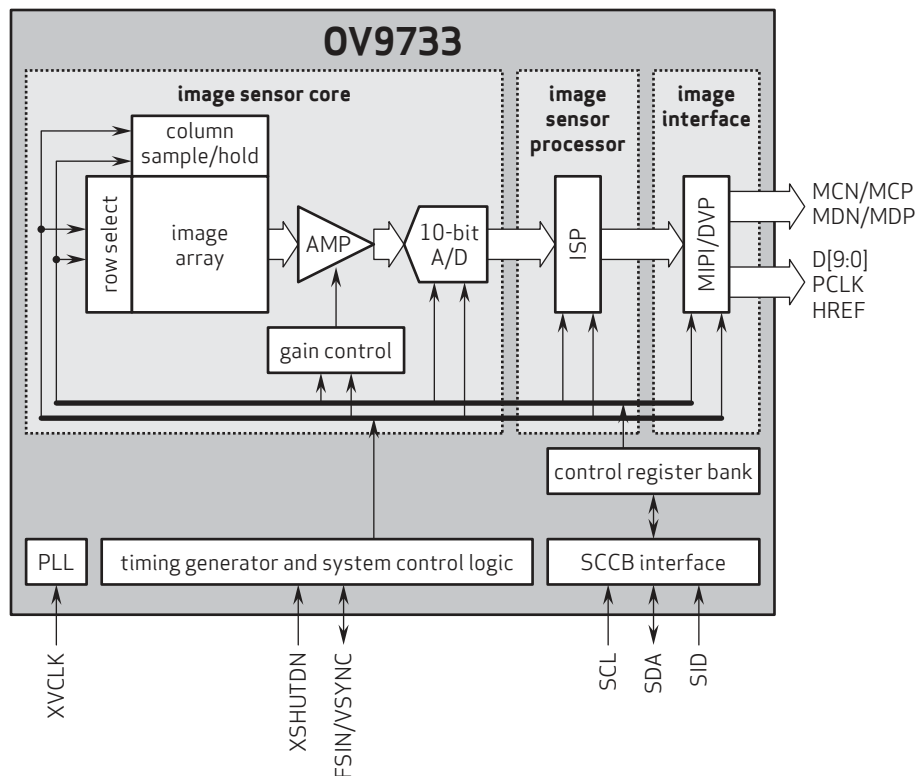 OV9733
image sensor core
image
sensor
processor
image
interface
column
sample/hold
row select
image
array
AMP
10-bit
A/D
ISP
MIPI/DVP
MCN/MCP
MDN/MDP
D[9:0]
PCLK
HREF
gain control
control register bank
PLL
timing generator and system control logic
SCCB interface
XVCLK
XSHUTDN
FSIN/VSYNC
SCL
SDA
SID